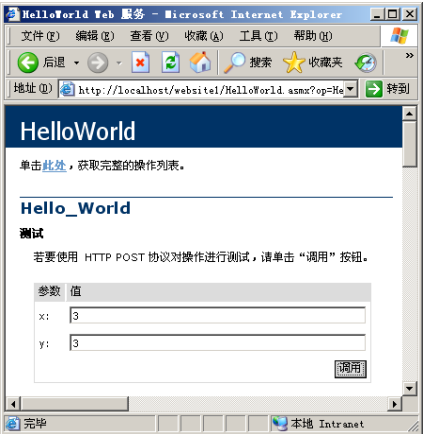 HelloWorld Web 服务 - Microsoft Internet Explorer
文件(F) 编辑(E) 查看(V) 收藏(A) 工具(T) 帮助(H)
后退 搜索 收藏夹 »
地址(D) http://localhost/website1/HelloWorld.asmx?op=He 转到
HelloWorld
单击此处，获取完整的操作列表。
Hello_World
测试
若要使用 HTTP POST 协议对操作进行测试，请单击“调用”按钮。
参数 值
x: 3
y: 3
调用
完毕 本地 Intranet